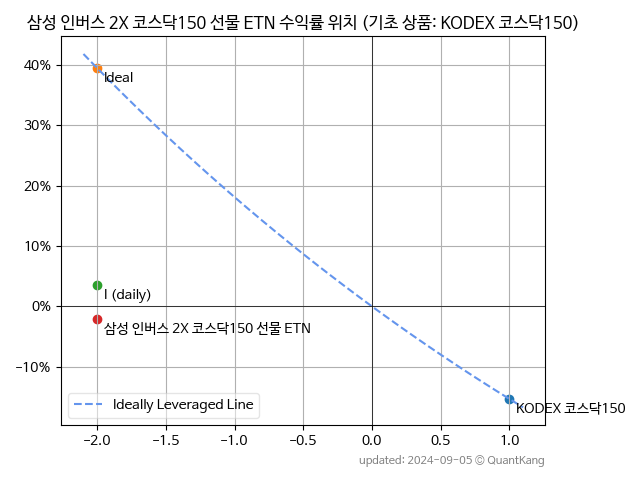 삼성 인버스 2X 코스닥150 선물 ETN 수익률 위치 (기초 상품: KODEX 코스닥150)
40%
Ideal
30%
20%
10%
I (daily)
0%
삼성 인버스 2X 코스닥150 선물 ETN
−10%
Ideally Leveraged Line
KODEX 코스닥150
−2.0 −1.5 −1.0 −0.5 0.0 0.5 1.0
updated: 2024-09-05 © QuantKang